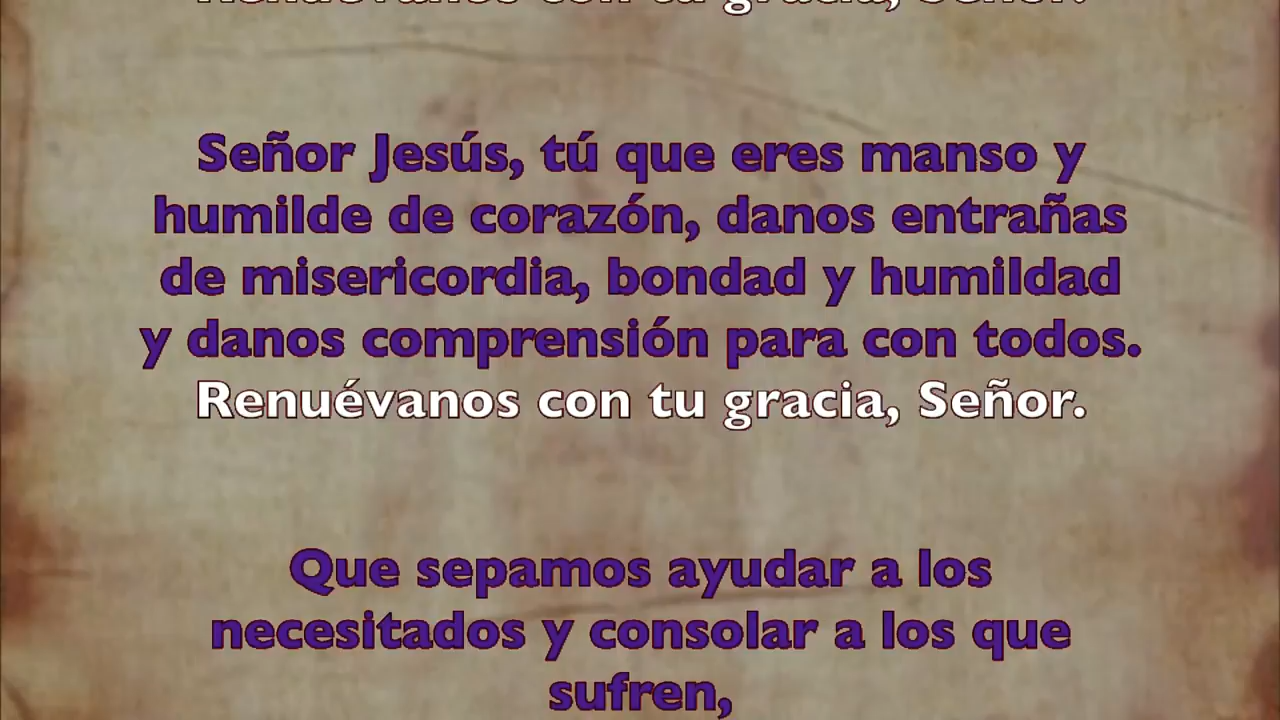 Renuévanos con tu gracia, Señor.
Señor Jesús, tú que eres manso y
humilde de corazón, danos entrañas
de misericordia, bondad y humildad
y danos comprensión para con todos.
Renuévanos con tu gracia, Señor.
Que sepamos ayudar a los
necesitados y consolar a los que
sufren,